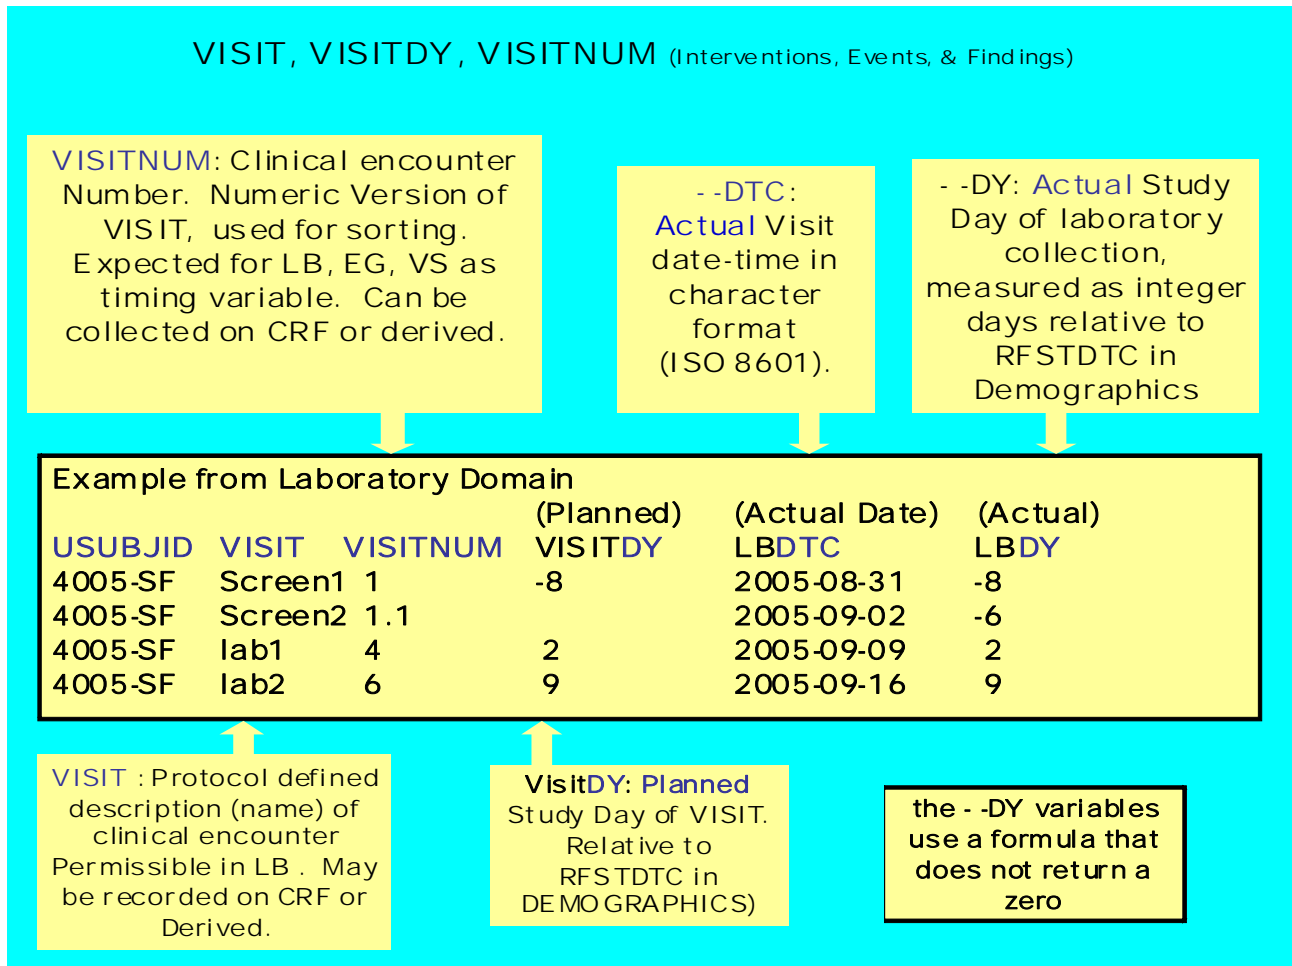 VISIT, VISITDY, VISITNUM (Interventions, Events, & Findings)
VISITNUM: Clinical encounter
Number. Numeric Version of
VISIT, used for sorting.
Expected for LB, EG, VS as
timing variable. Can be
collected on CRF or derived.
- -DTC:
Actual Visit
date-time in
character
format
(ISO 8601).
- -DY: Actual Study
Day of laboratory
collection,
measured as integer
days relative to
RFSTDTC in
Demographics
Example from Laboratory Domain
(Planned) (Actual Date) (Actual)
USUBJID VISIT VISITNUM VISITDY LBDTC LBDY
4005-SF Screen1 1 -8 2005-08-31 -8
4005-SF Screen2 1.1 2005-09-02 -6
4005-SF lab1 4 2 2005-09-09 2
4005-SF lab2 6 9 2005-09-16 9
VISIT : Protocol defined
description (name) of
clinical encounter
Permissible in LB . May
be recorded on CRF or
Derived.
VisitDY: Planned
Study Day of VISIT.
Relative to
RFSTDTC in
DEMOGRAPHICS)
the - -DY variables
use a formula that
does not return a
zero